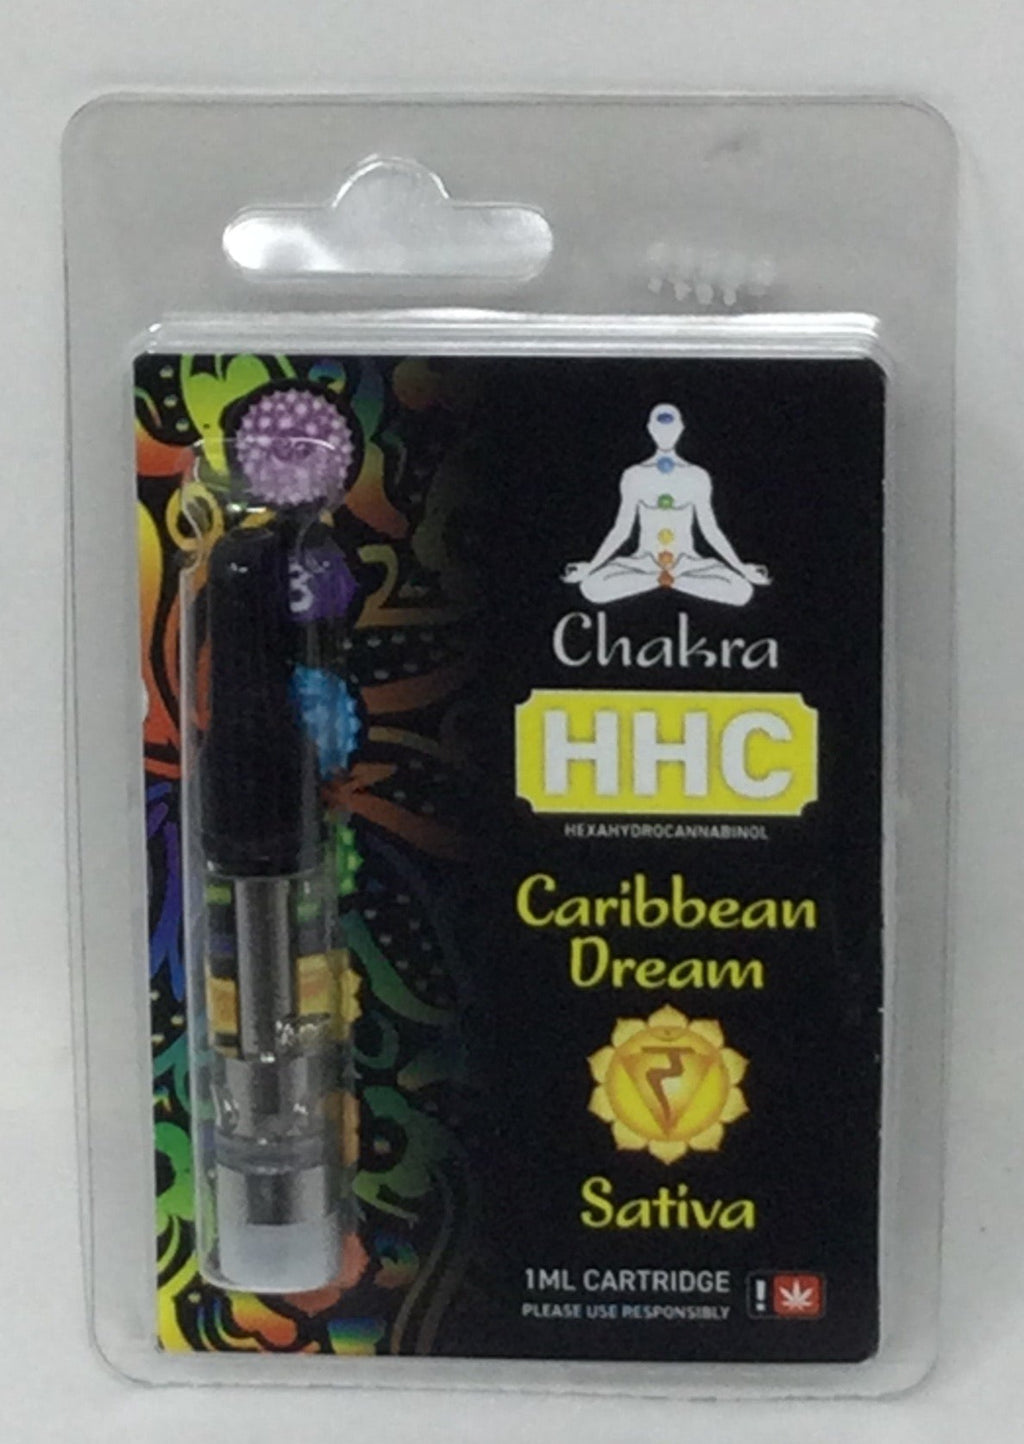 Chakra
HHC
HEXAHYDROCANNABINOL
Caribbean
Dream
Sativa
1ML CARTRIDGE
PLEASE USE RESPONSIBLY
!